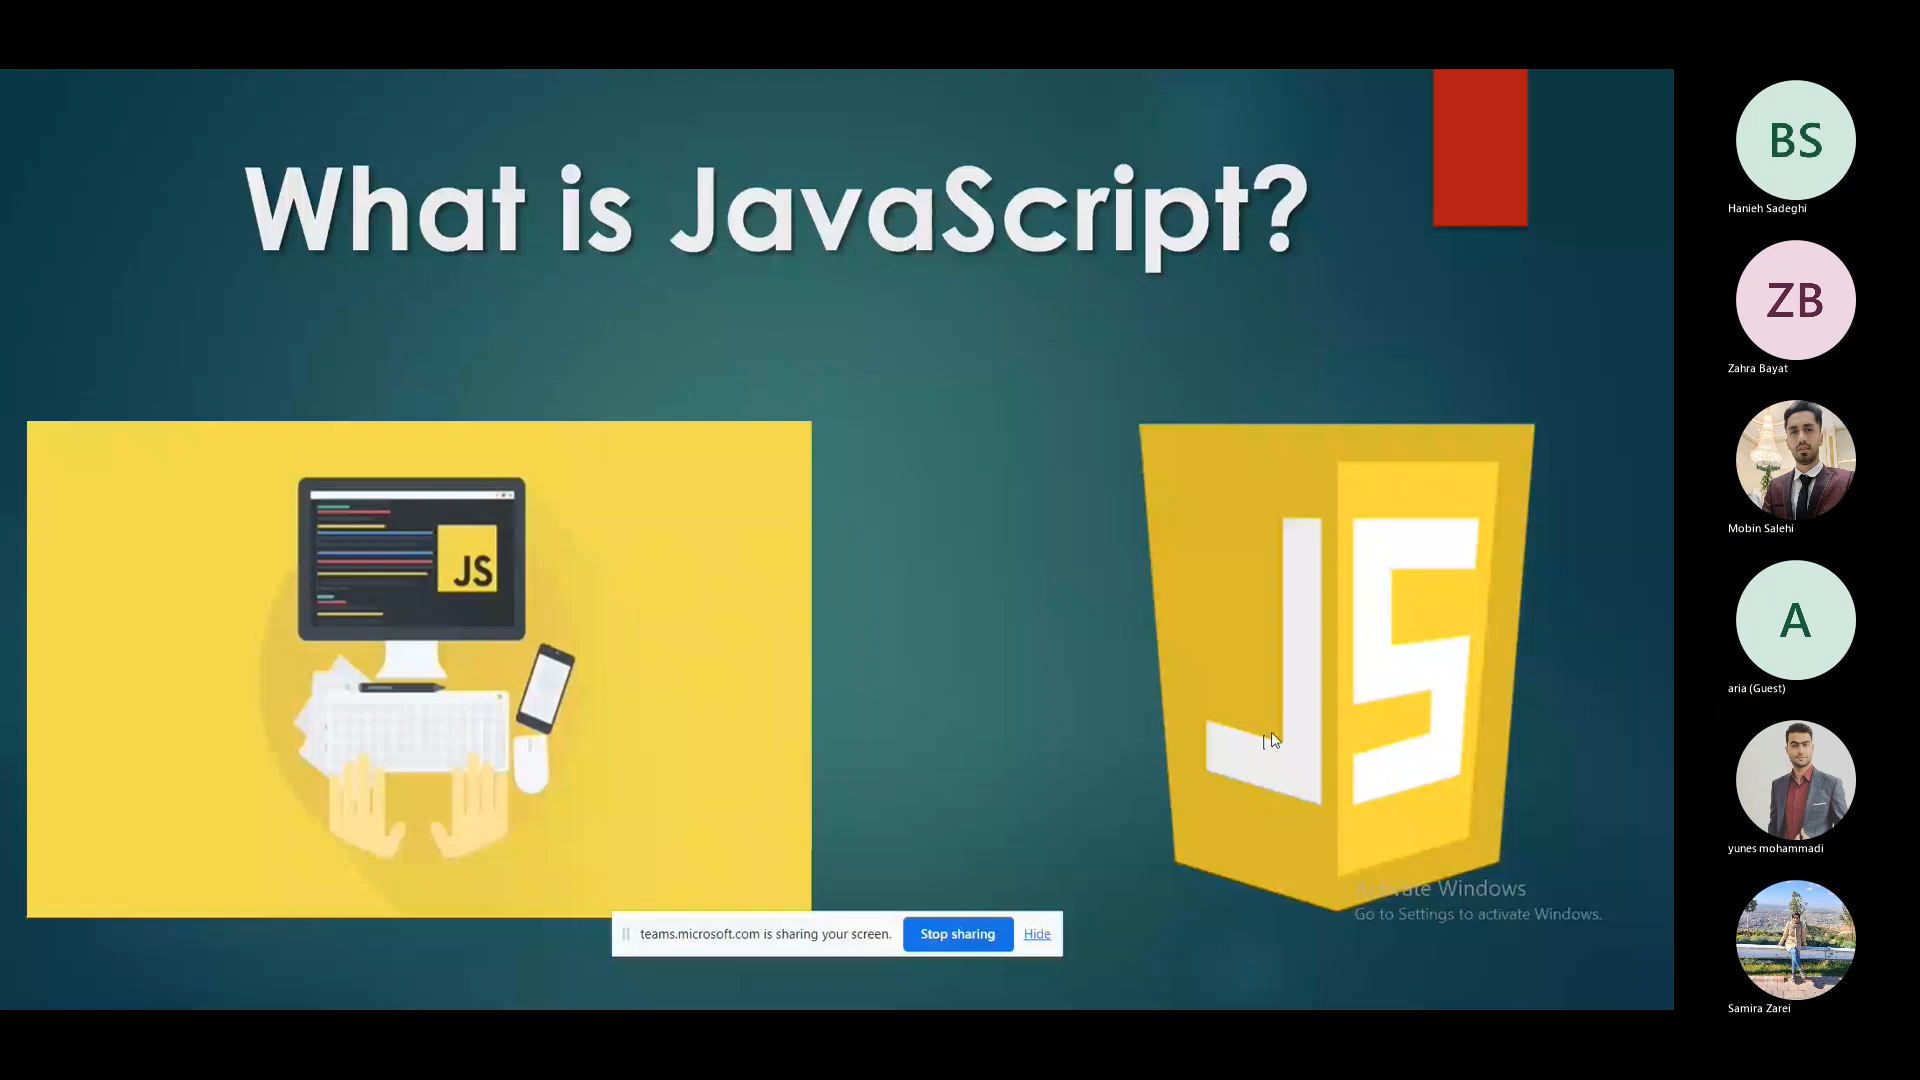 What is JavaScript?
JS
JS
Activate Windows
Go to Settings to activate Windows.
teams.microsoft.com is sharing your screen.
Stop sharing
Hide
BS
Hanieh Sadeghi
ZB
Zahra Bayat
Mobin Salehi
A
aria (Guest)
yunes mohammadi
Samira Zarei